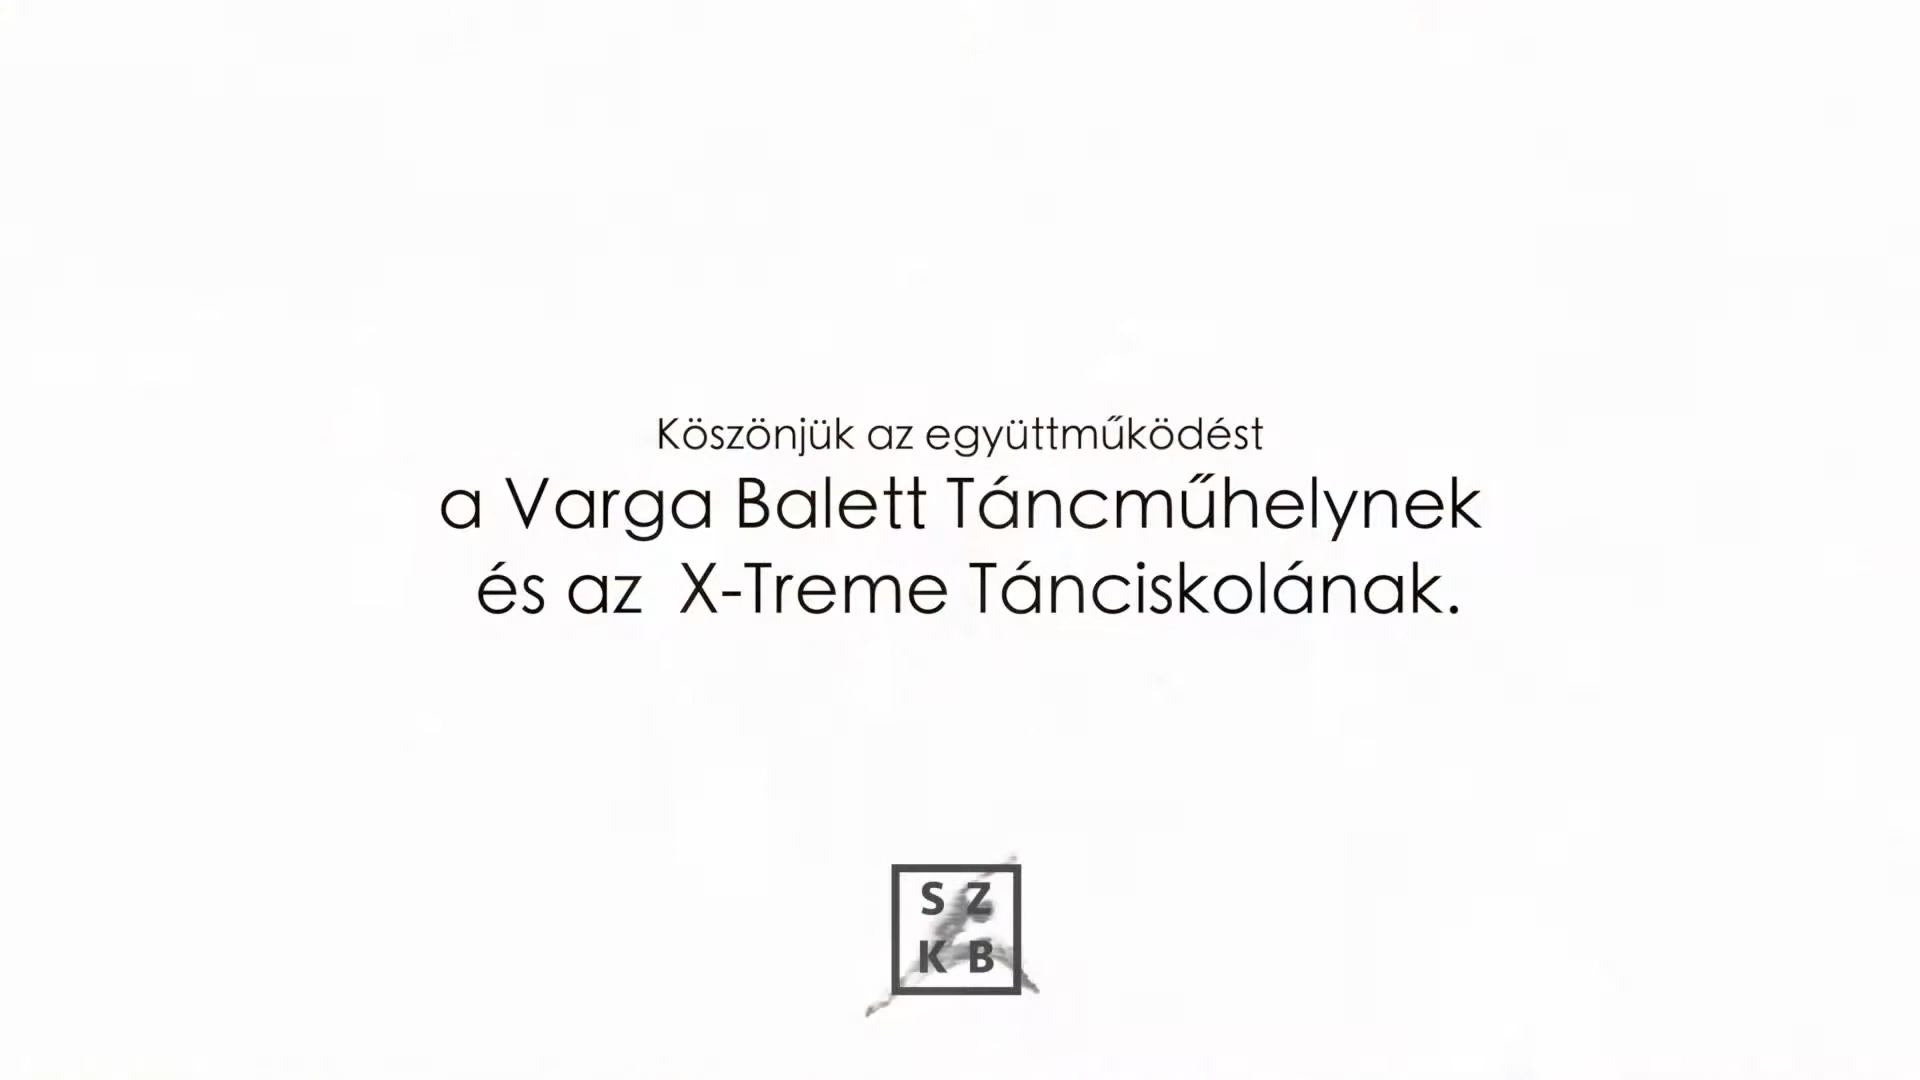 Köszönjük az együttműködést
a Varga Balett Táncműhelynek
és az X-Treme Tánciskolának.
S Z
K B